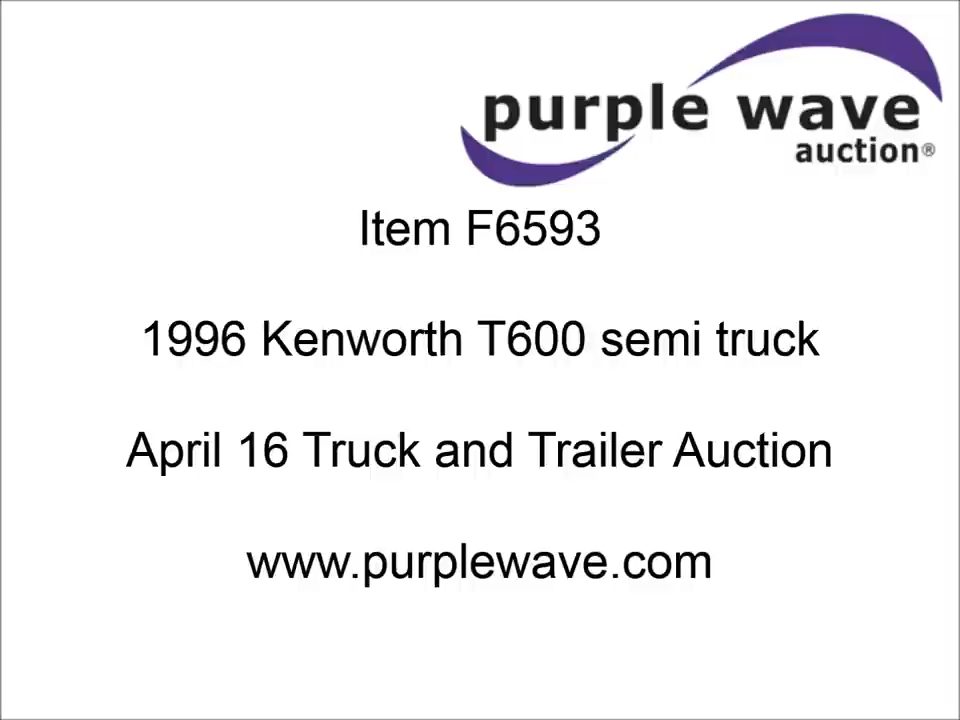 purple wave
auction®
Item F6593
1996 Kenworth T600 semi truck
April 16 Truck and Trailer Auction
www.purplewave.com